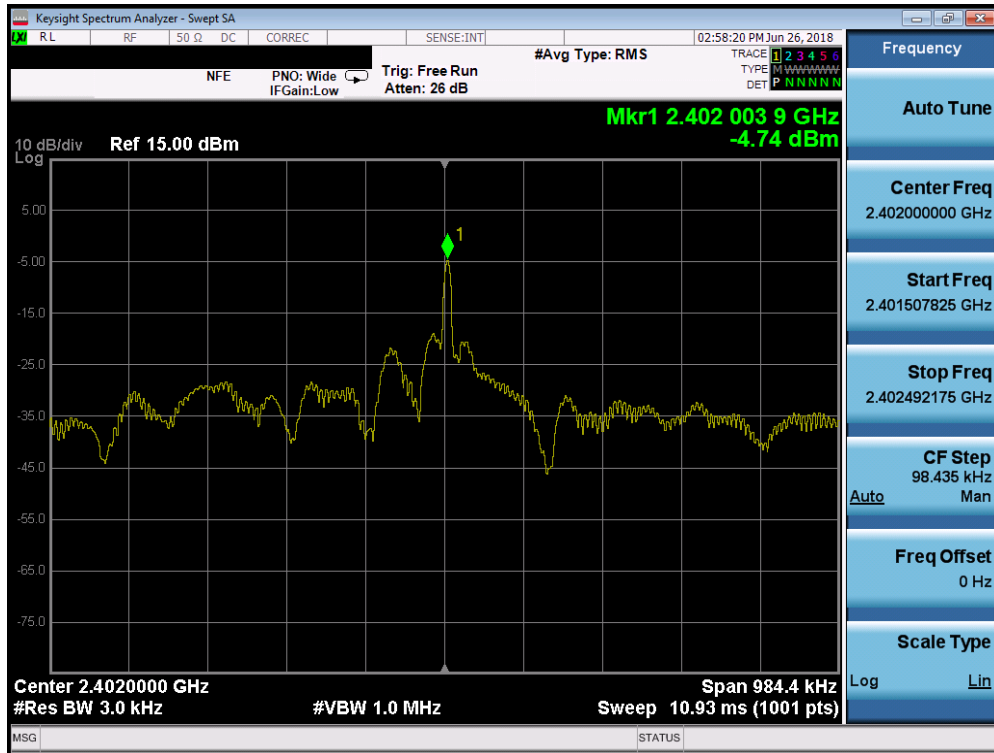 Keysight Spectrum Analyzer - Swept SA
LXI RL RF 50 Ω DC CORREC SENSE:INT 02:58:20 PM Jun 26, 2018
#Avg Type: RMS TRACE 1 2 3 4 5 6
NFE PNO: Wide Trig: Free Run TYPE M W W W W W
IFGain:Low Atten: 26 dB DET P N N N N N
Mkr1 2.402 003 9 GHz
-4.74 dBm
10 dB/div Ref 15.00 dBm
Log
1
5.00
-5.00
-15.0
-25.0
-35.0
-45.0
-55.0
-65.0
-75.0
Center 2.4020000 GHz Span 984.4 kHz
#Res BW 3.0 kHz #VBW 1.0 MHz Sweep 10.93 ms (1001 pts)
MSG STATUS
Frequency
Auto Tune
Center Freq
2.402000000 GHz
Start Freq
2.401507825 GHz
Stop Freq
2.402492175 GHz
CF Step
98.435 kHz
Auto Man
Freq Offset
0 Hz
Scale Type
Log Lin